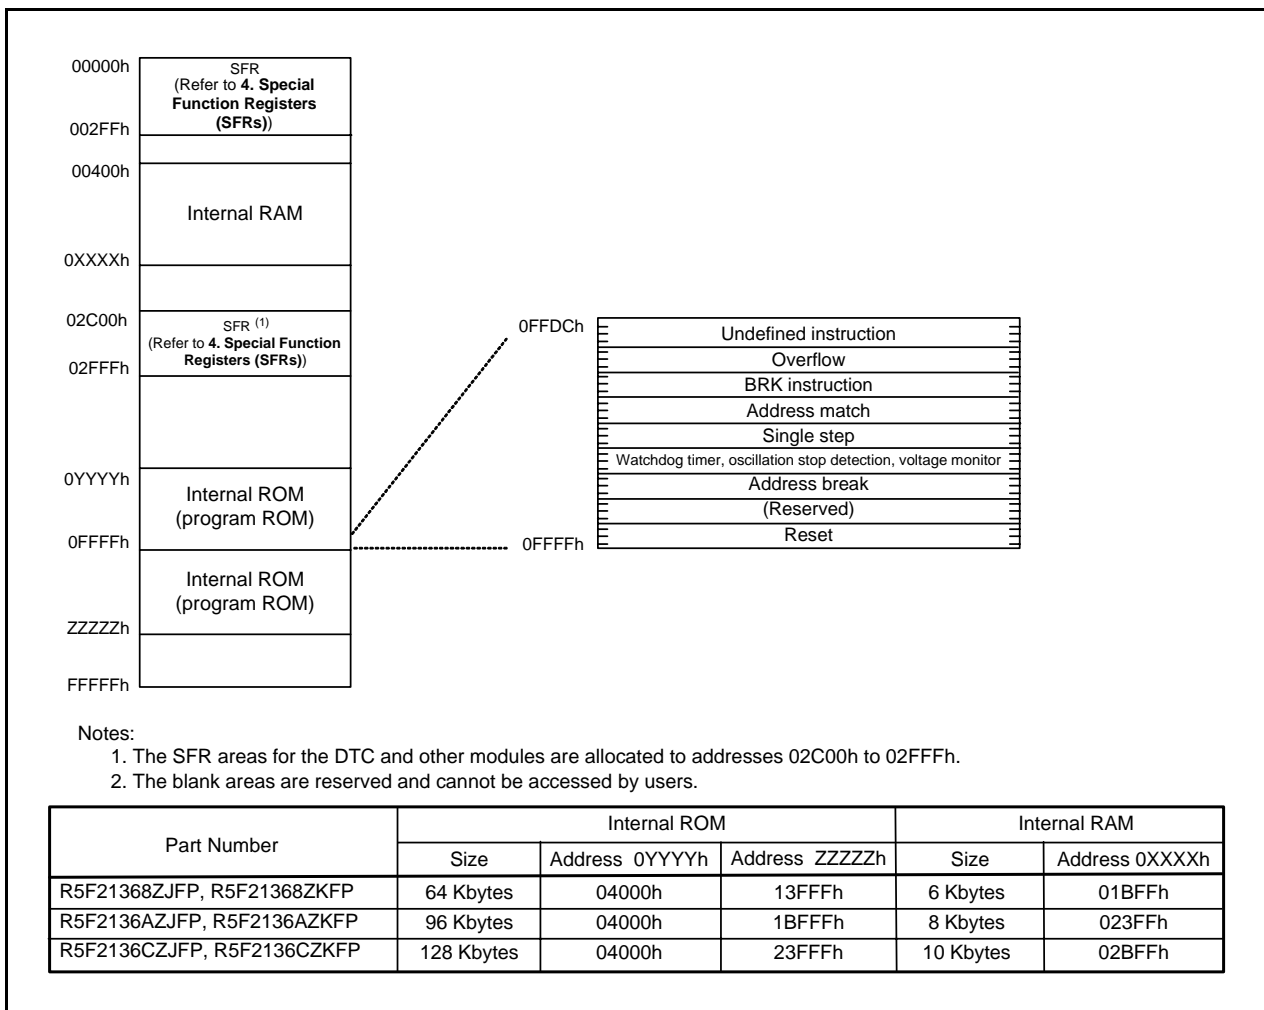 00000h
SFR
(Refer to 4. Special
Function Registers
(SFRs))
002FFh
00400h
Internal RAM
0XXXXh
02C00h
SFR (1)
(Refer to 4. Special Function
Registers (SFRs))
02FFFh
0YYYYh
Internal ROM
(program ROM)
0FFFFh
Internal ROM
(program ROM)
ZZZZZh
FFFFFh
0FFDCh
Undefined instruction
Overflow
BRK instruction
Address match
Single step
Watchdog timer, oscillation stop detection, voltage monitor
Address break
(Reserved)
Reset
0FFFFh
Notes:
1. The SFR areas for the DTC and other modules are allocated to addresses 02C00h to 02FFFh.
2. The blank areas are reserved and cannot be accessed by users.
Part Number Internal ROM Internal RAM
Size Address 0YYYYh Address ZZZZZh Size Address 0XXXXh
R5F21368ZJFP, R5F21368ZKFP 64 Kbytes 04000h 13FFFh 6 Kbytes 01BFFh
R5F2136AZJFP, R5F2136AZKFP 96 Kbytes 04000h 1BFFFh 8 Kbytes 023FFh
R5F2136CZJFP, R5F2136CZKFP 128 Kbytes 04000h 23FFFh 10 Kbytes 02BFFh